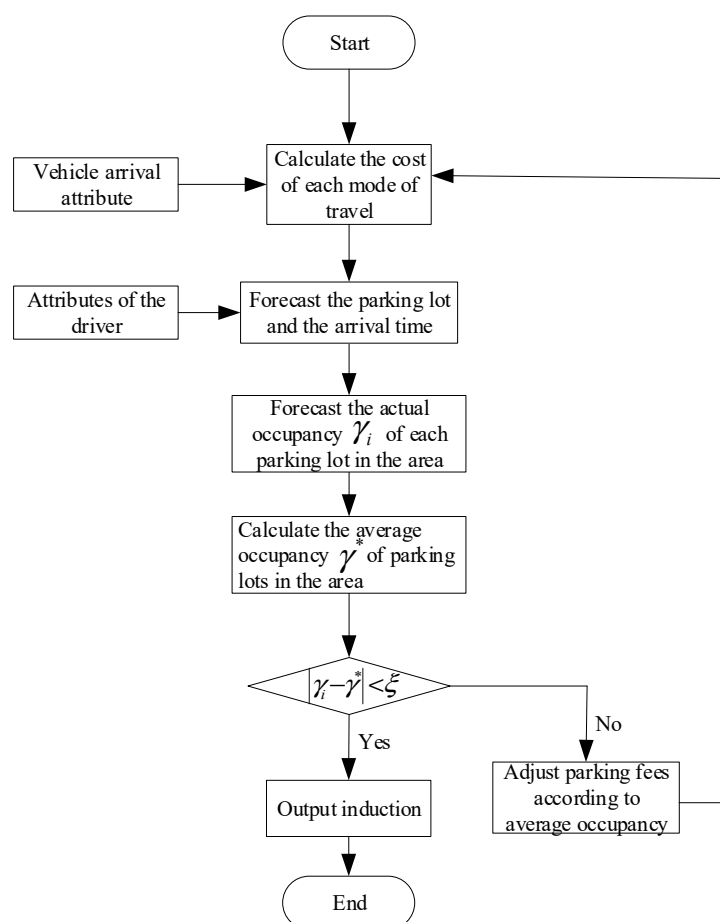 Start
Vehicle arrival
attribute
Calculate the cost
of each mode of
travel
Attributes of the
driver
Forecast the parking lot
and the arrival time
Forecast the actual
occupancy γᵢ of each
parking lot in the area
Calculate the average
occupancy γ* of parking
lots in the area
|γᵢ−γ*|<ξ
No
Yes
Adjust parking fees
according to
average occupancy
Output induction
End